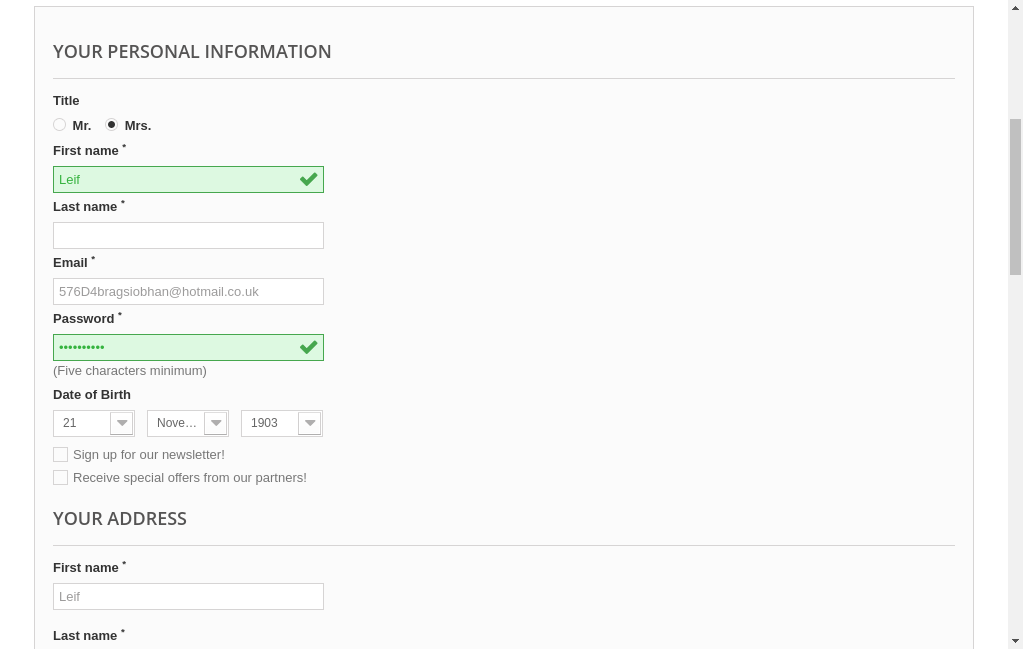 YOUR PERSONAL INFORMATION
Title
Mr. Mrs.
First name *
Leif
Last name *
Email *
576D4bragsiobhan@hotmail.co.uk
Password *
••••••••••
(Five characters minimum)
Date of Birth
21 Nove... 1903
Sign up for our newsletter!
Receive special offers from our partners!
YOUR ADDRESS
First name *
Leif
Last name *